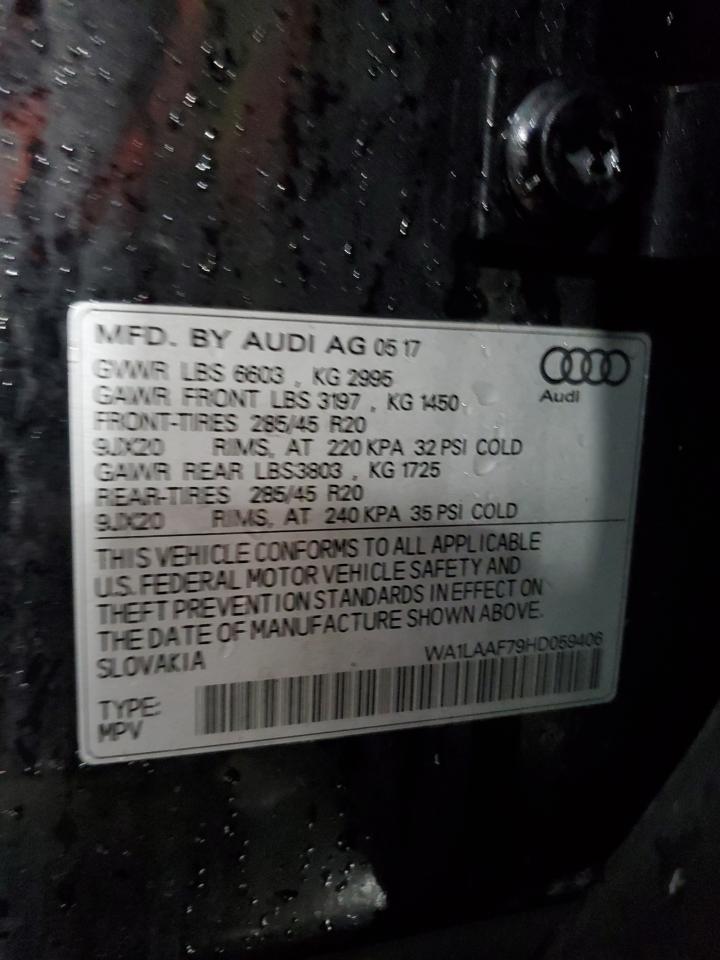 MFD. BY AUDI AG 05 17
GVWR LBS 6603 , KG 2995
GAWR FRONT LBS 3197 , KG 1450
FRONT-TIRES 285/45 R20
9JX20 RIMS, AT 220 KPA 32 PSI COLD
GAWR REAR LBS3803 , KG 1725
REAR-TIRES 285/45 R20
9JX20 RIMS, AT 240 KPA 35 PSI COLD
Audi
THIS VEHICLE CONFORMS TO ALL APPLICABLE
U.S. FEDERAL MOTOR VEHICLE SAFETY AND
THEFT PREVENTION STANDARDS IN EFFECT ON
THE DATE OF MANUFACTURE SHOWN ABOVE.
SLOVAKIA
WA1LAAF79HD059406
TYPE:
MPV